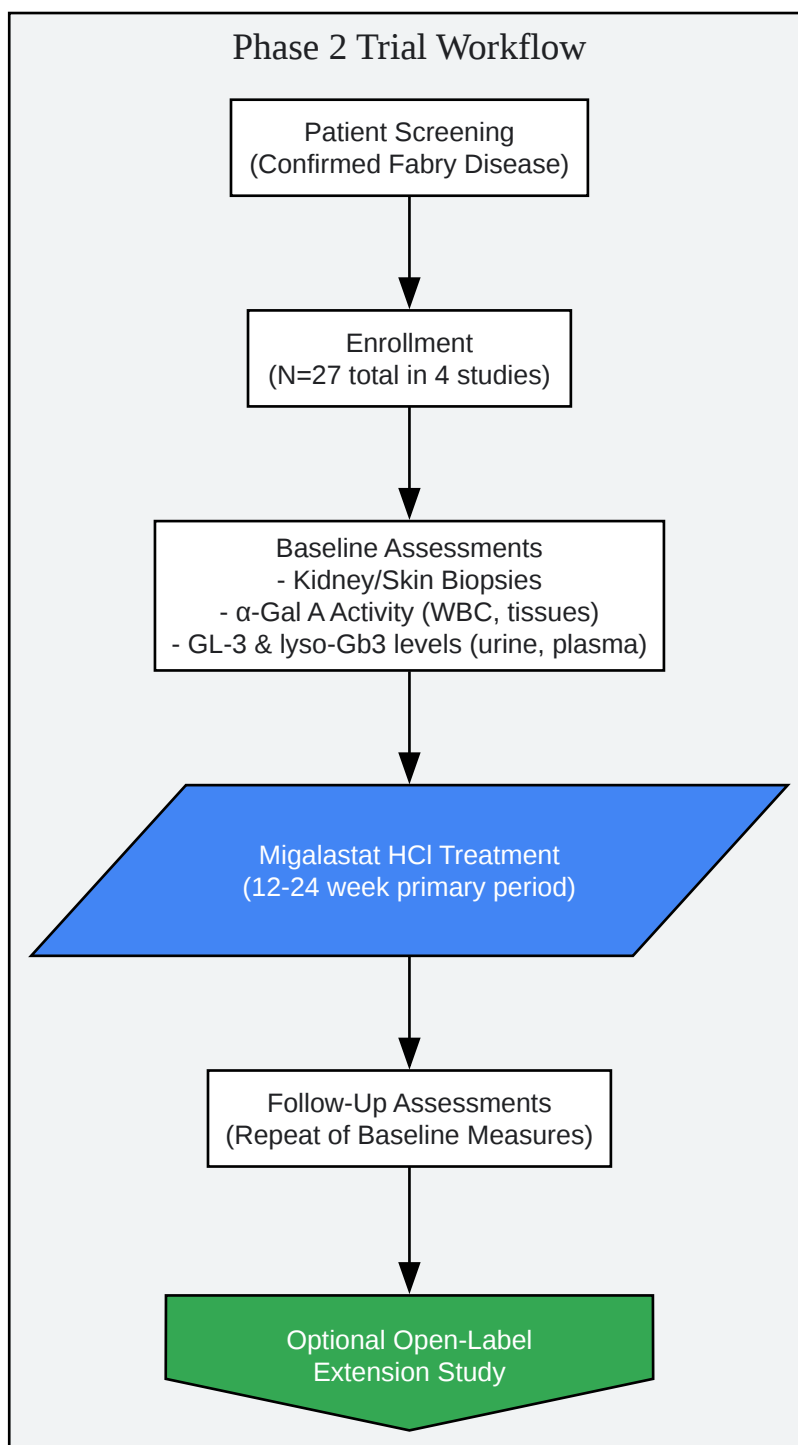 Phase 2 Trial Workflow
Patient Screening
(Confirmed Fabry Disease)
Enrollment
(N=27 total in 4 studies)
Baseline Assessments
- Kidney/Skin Biopsies
- α-Gal A Activity (WBC, tissues)
- GL-3 & lyso-Gb3 levels (urine, plasma)
Migalastat HCl Treatment
(12-24 week primary period)
Follow-Up Assessments
(Repeat of Baseline Measures)
Optional Open-Label
Extension Study